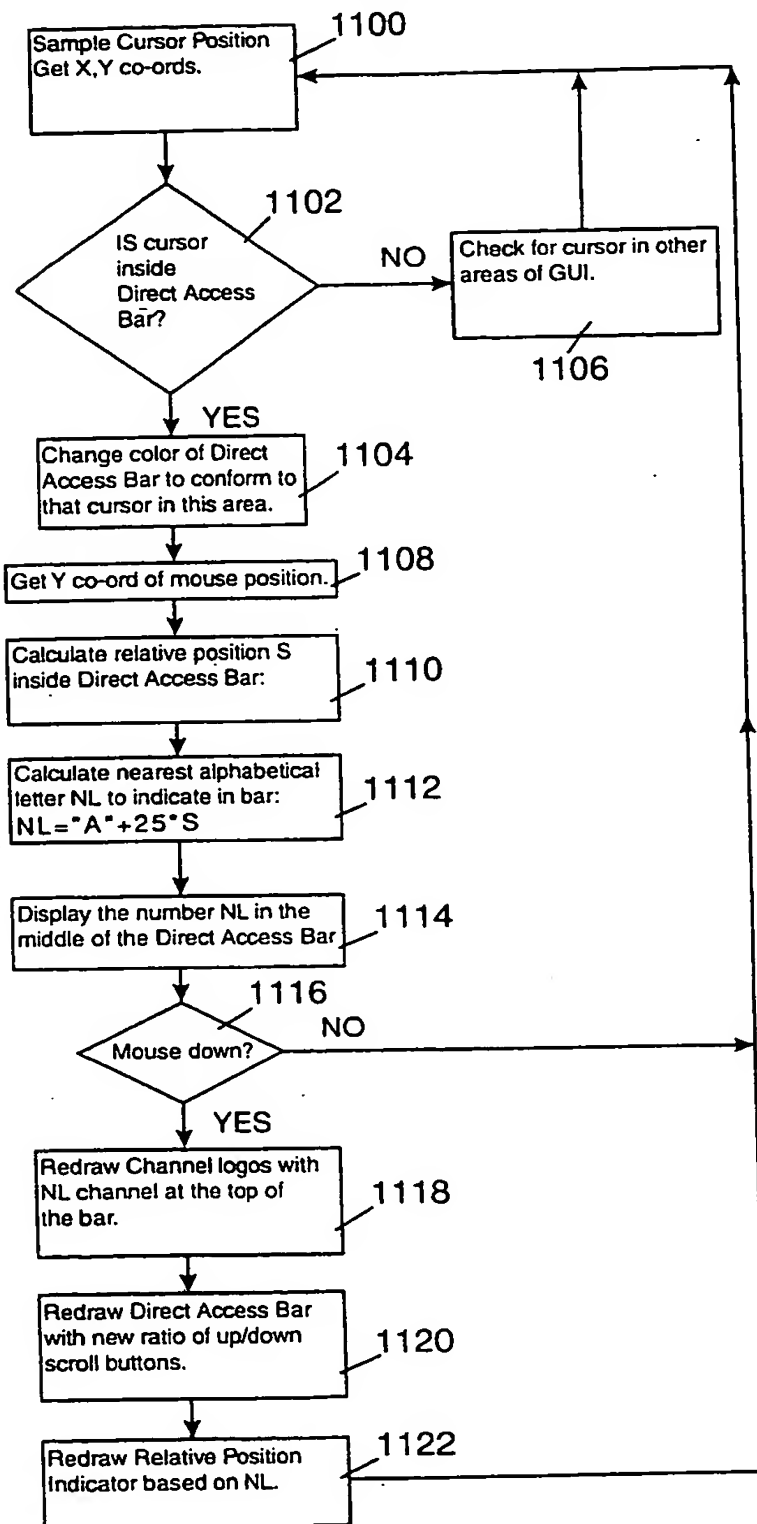 1100
Sample Cursor Position
Get X,Y co-ords.
1102
IS cursor
inside
Direct Access
Bar?
NO
Check for cursor in other
areas of GUI.
1106
YES
Change color of Direct
Access Bar to conform to
that cursor in this area.
1104
Get Y co-ord of mouse position.
1108
Calculate relative position S
inside Direct Access Bar:
1110
Calculate nearest alphabetical
letter NL to indicate in bar:
NL="A"+25*S
1112
Display the number NL in the
middle of the Direct Access Bar
1114
1116
Mouse down?
NO
YES
Redraw Channel logos with
NL channel at the top of
the bar.
1118
Redraw Direct Access Bar
with new ratio of up/down
scroll buttons.
1120
Redraw Relative Position
Indicator based on NL.
1122